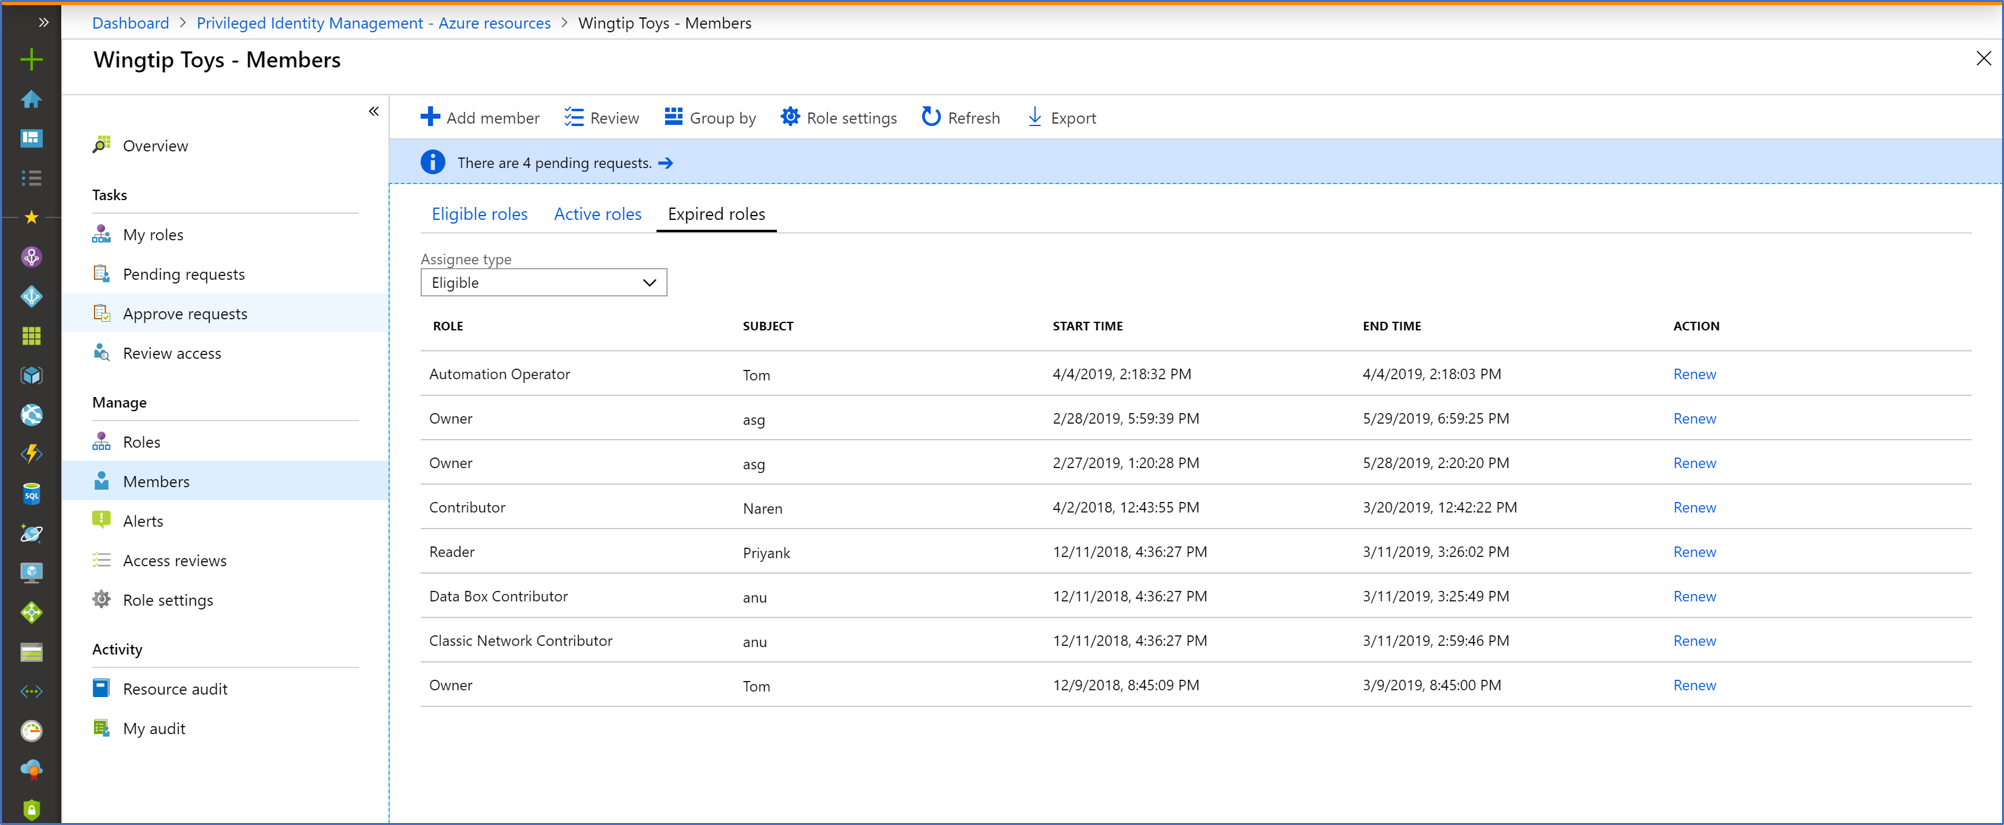 Dashboard > Privileged Identity Management - Azure resources > Wingtip Toys - Members
Wingtip Toys - Members
Overview
Tasks
My roles
Pending requests
Approve requests
Review access
Manage
Roles
Members
Alerts
Access reviews
Role settings
Activity
Resource audit
My audit
SQL
Add member Review Group by Role settings Refresh Export
There are 4 pending requests.
Eligible roles Active roles Expired roles
Assignee type
Eligible
ROLE SUBJECT START TIME END TIME ACTION
Automation Operator Tom 4/4/2019, 2:18:32 PM 4/4/2019, 2:18:03 PM Renew
Owner asg 2/28/2019, 5:59:39 PM 5/29/2019, 6:59:25 PM Renew
Owner asg 2/27/2019, 1:20:28 PM 5/28/2019, 2:20:20 PM Renew
Contributor Naren 4/2/2018, 12:43:55 PM 3/20/2019, 12:42:22 PM Renew
Reader Priyank 12/11/2018, 4:36:27 PM 3/11/2019, 3:26:02 PM Renew
Data Box Contributor anu 12/11/2018, 4:36:27 PM 3/11/2019, 3:25:49 PM Renew
Classic Network Contributor anu 12/11/2018, 4:36:27 PM 3/11/2019, 2:59:46 PM Renew
Owner Tom 12/9/2018, 8:45:09 PM 3/9/2019, 8:45:00 PM Renew